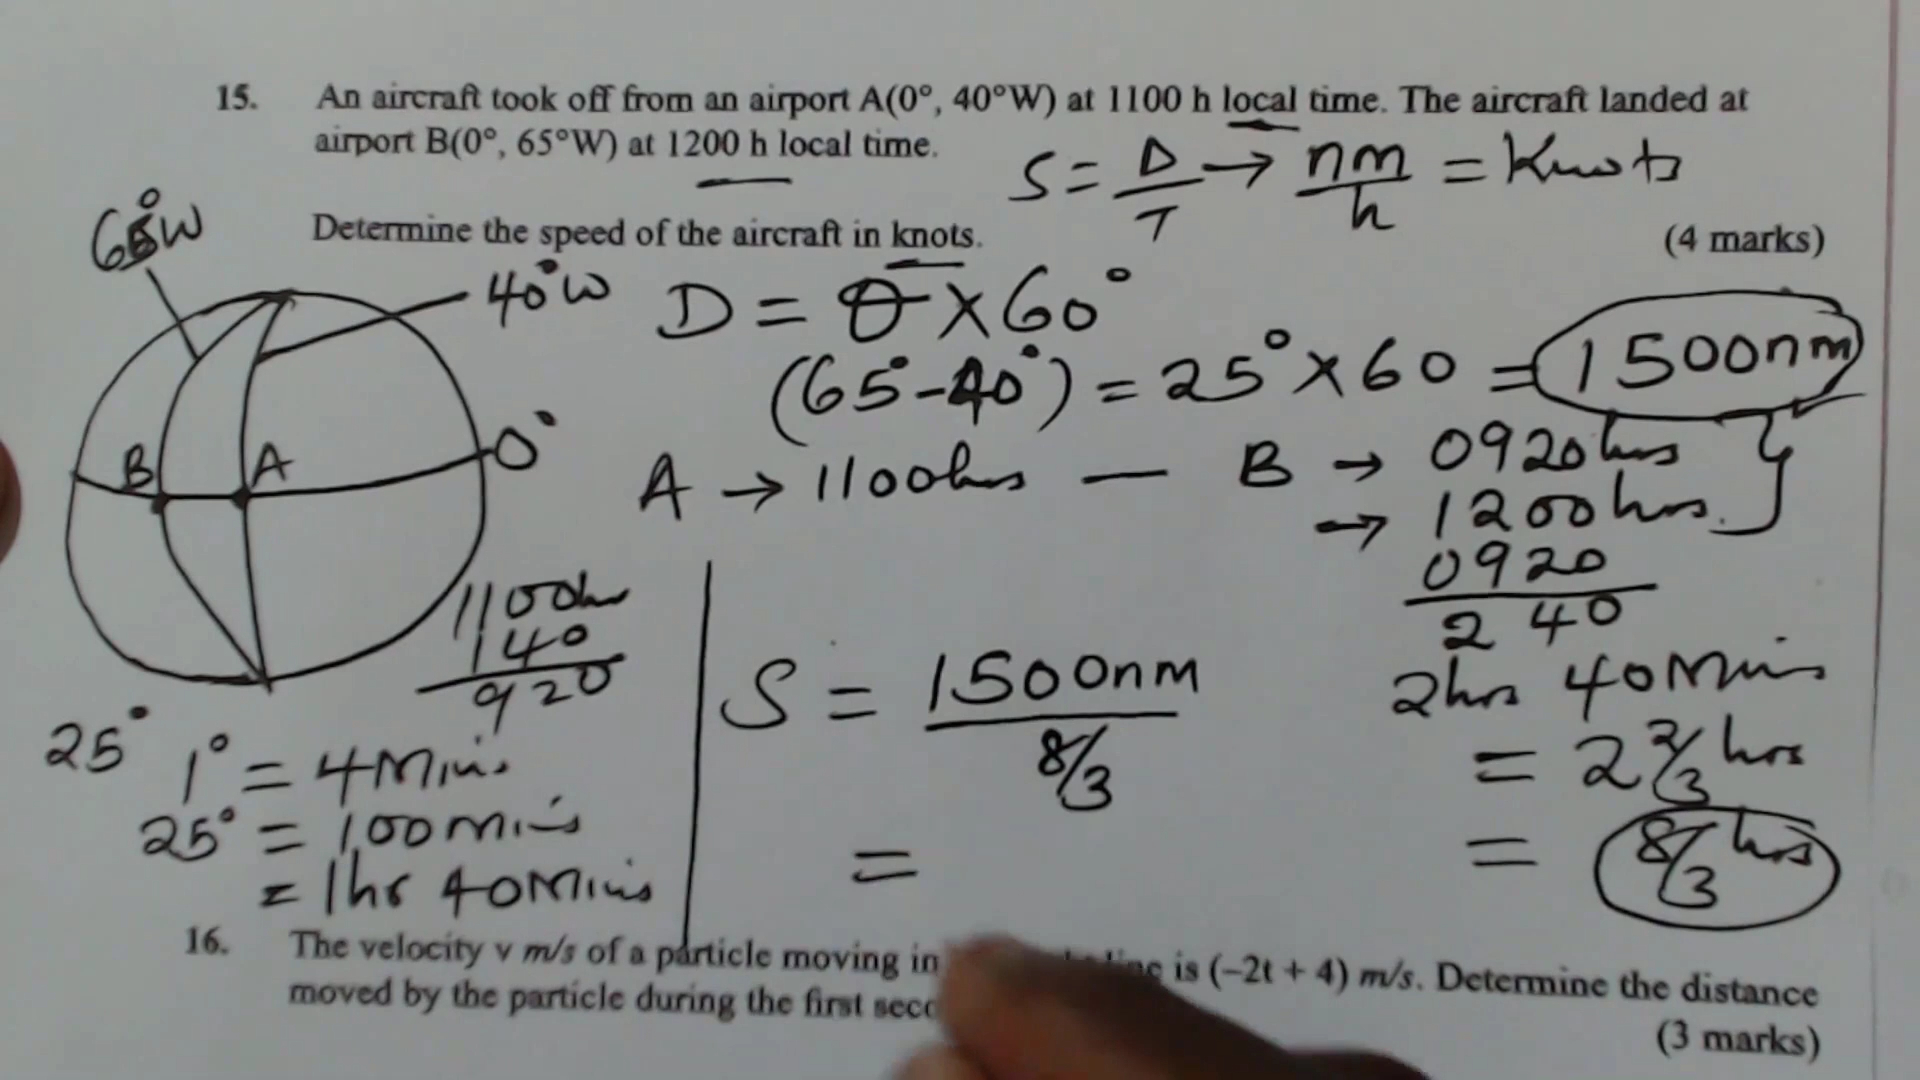 15. An aircraft took off from an airport A(0°, 40°W) at 1100 h local time. The aircraft landed at
airport B(0°, 65°W) at 1200 h local time.
S = D/T → nm/h = Knots
Determine the speed of the aircraft in knots.
(4 marks)
65°W
40°W
D = θ × 60°
(65° - 40°) = 25° × 60 = 1500nm
B
A
0°
A → 1100hrs — B → 0920hrs
→ 1200hrs
0920
2 40
1100hr
140
920
2hrs 40Mins
= 2 2/3 hrs
= 8/3 hrs
S = 1500nm
8/3
=
25°
1° = 4Mins
25° = 100Mins
= 1hr 40Mins
16. The velocity v m/s of a particle moving in is (–2t + 4) m/s. Determine the distance
moved by the particle during the first
(3 marks)